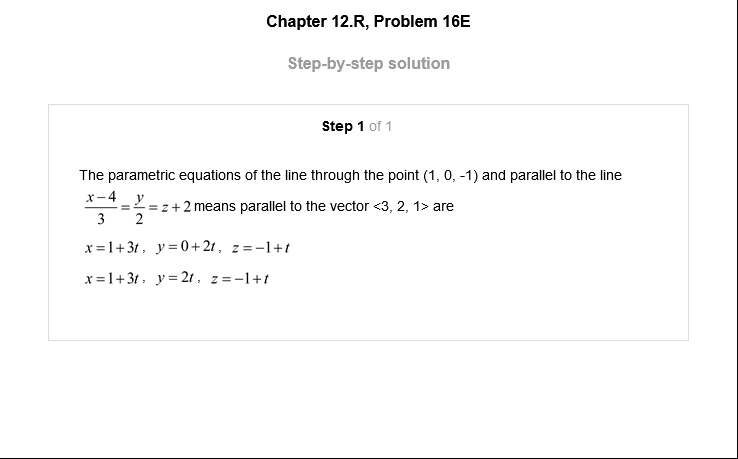 Chapter 12.R, Problem 16E
Step-by-step solution
Step 1 of 1
The parametric equations of the line through the point (1, 0, -1) and parallel to the line
(x−4)/3 = y/2 = z+2 means parallel to the vector <3, 2, 1> are
x=1+3t, y=0+2t, z=−1+t
x=1+3t, y=2t, z=−1+t